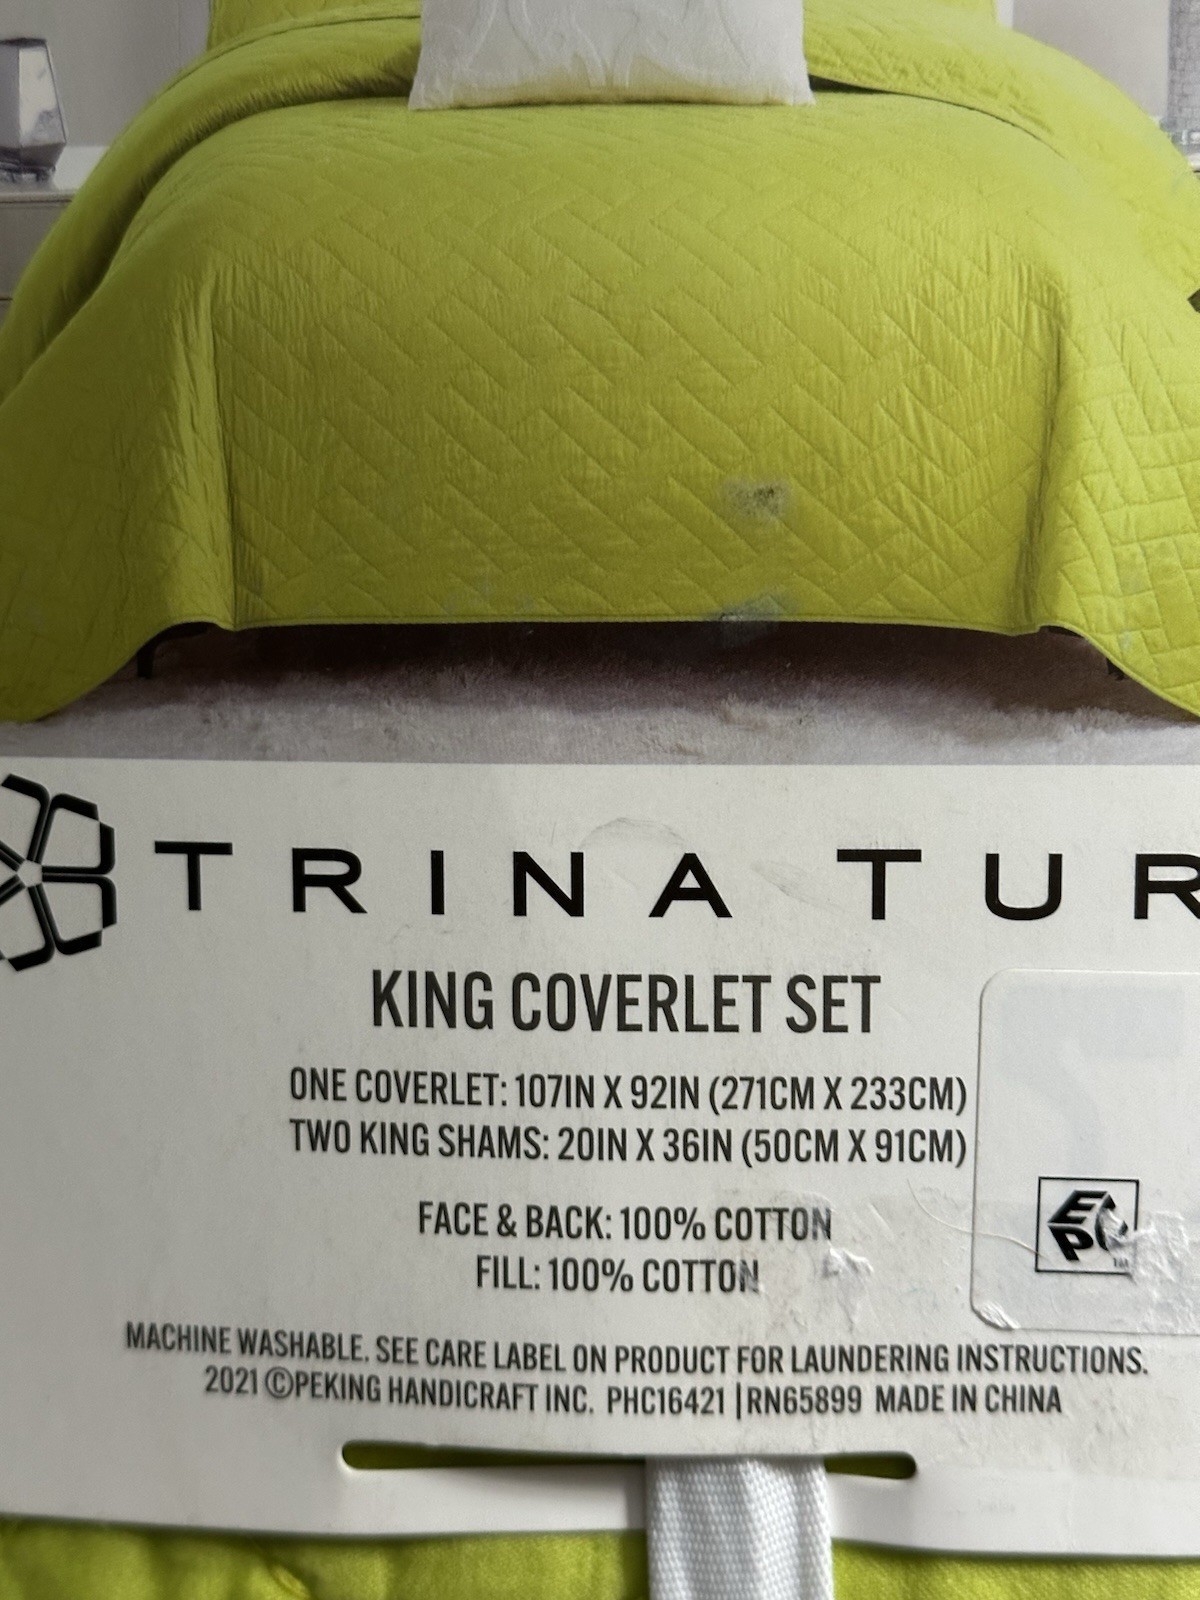 TRINA TUR
KING COVERLET SET
ONE COVERLET: 107IN X 92IN (271CM X 233CM)
TWO KING SHAMS: 20IN X 36IN (50CM X 91CM)
FACE & BACK: 100% COTTON
FILL: 100% COTTON
EP
MACHINE WASHABLE. SEE CARE LABEL ON PRODUCT FOR LAUNDERING INSTRUCTIONS.
2021 ©PEKING HANDICRAFT INC. PHC16421 | RN65899 MADE IN CHINA